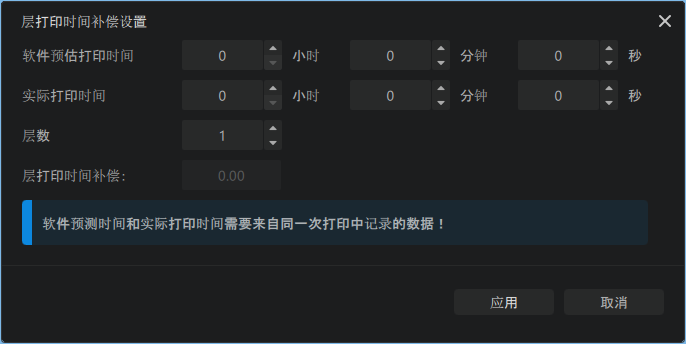 层打印时间补偿设置
软件预估打印时间 0 小时 0 分钟 0 秒
实际打印时间 0 小时 0 分钟 0 秒
层数 1
层打印时间补偿: 0.00
软件预测时间和实际打印时间需要来自同一次打印中记录的数据！
应用 取消